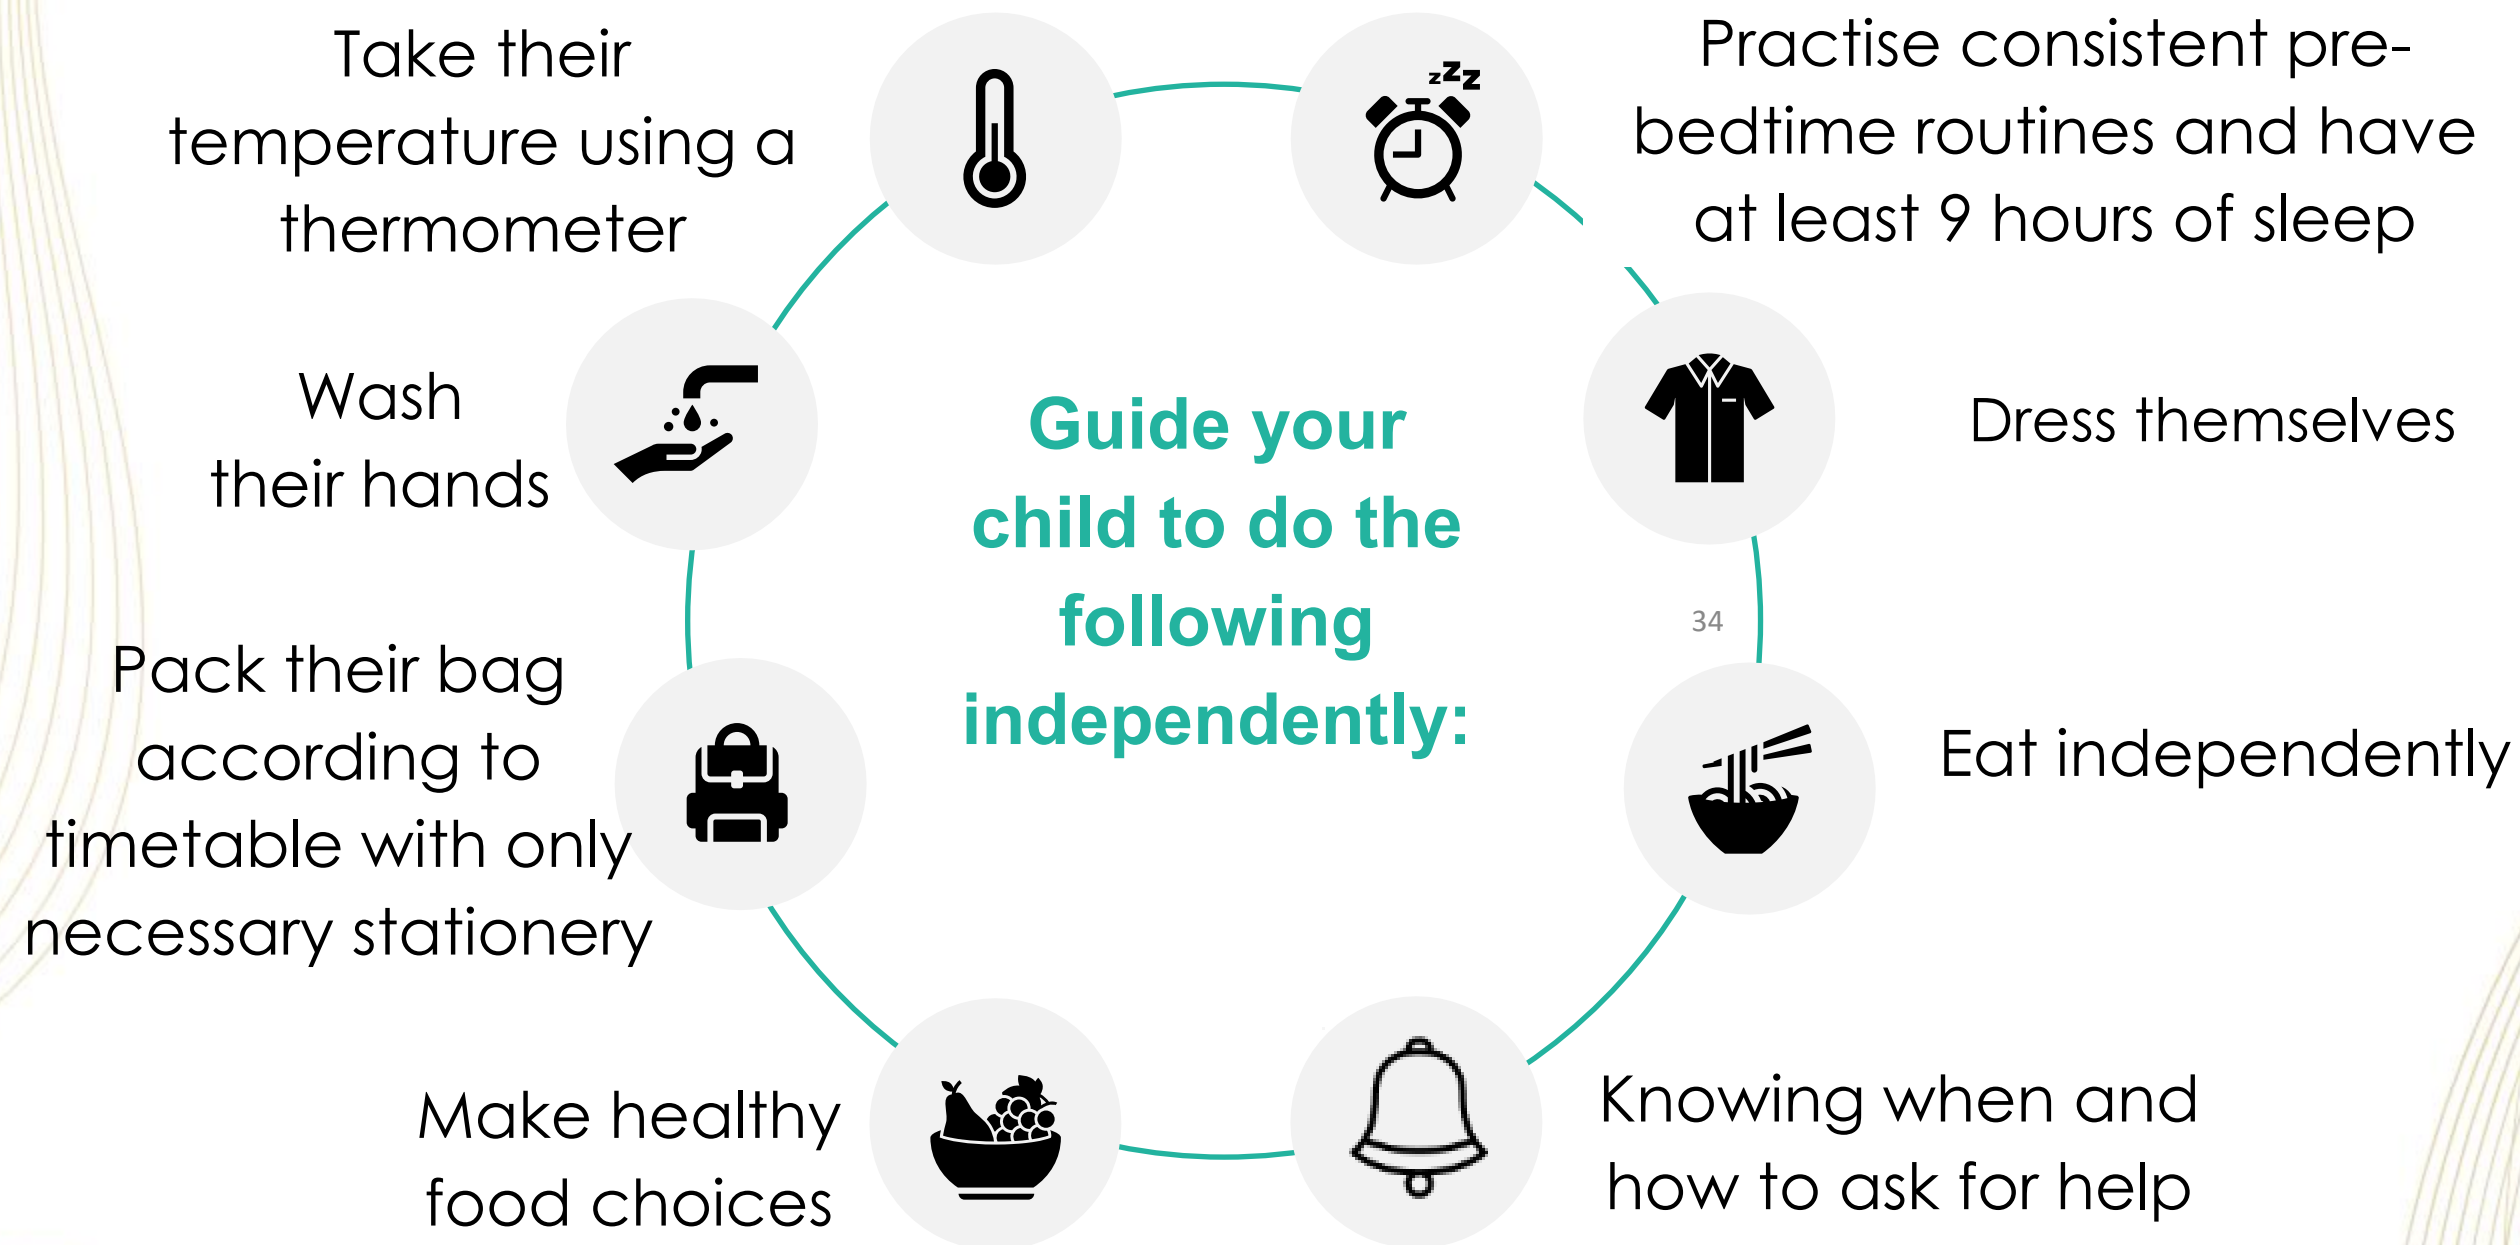 Take their
temperature using a
thermometer
Practise consistent pre-
bedtime routines and have
at least 9 hours of sleep
zzz
Wash
their hands
Dress themselves
Guide your
child to do the
following
independently:
34
Pack their bag
according to
timetable with only
necessary stationery
Eat independently
Make healthy
food choices
Knowing when and
how to ask for help